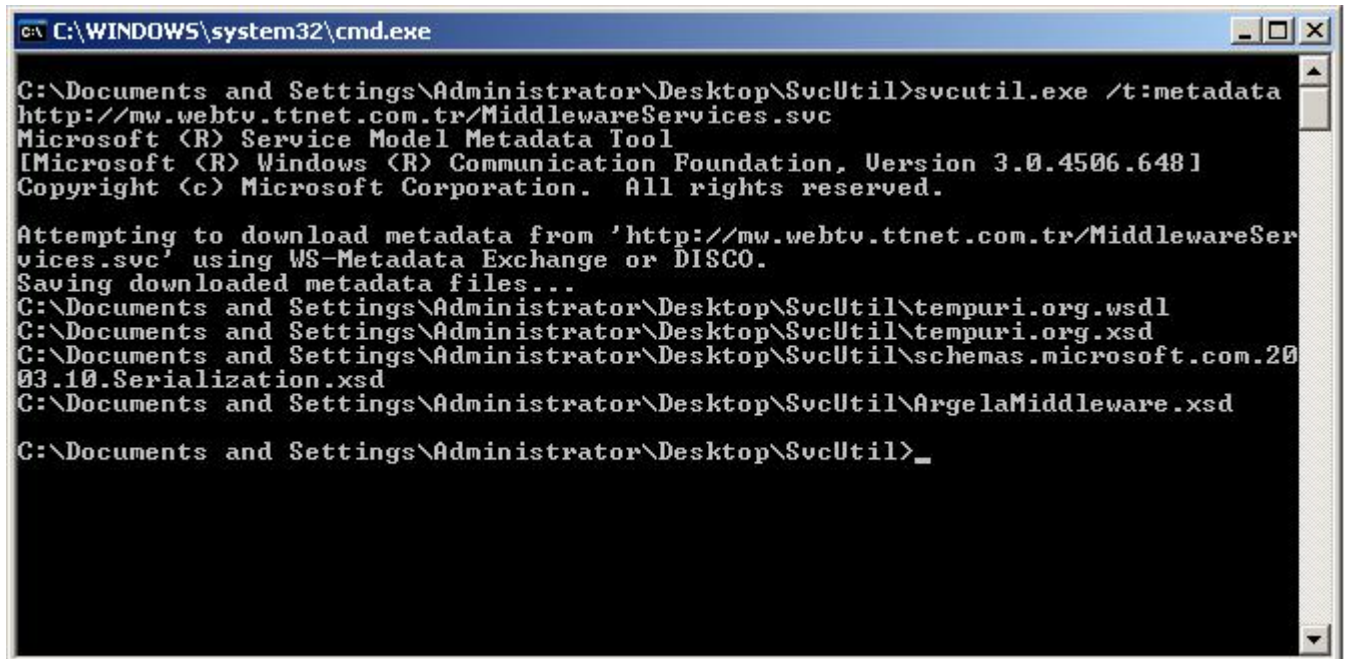 C:\WINDOWS\system32\cmd.exe
C:\Documents and Settings\Administrator\Desktop\SvcUtil>svcutil.exe /t:metadata
http://mw.webtv.ttnet.com.tr/MiddlewareServices.svc
Microsoft (R) Service Model Metadata Tool
[Microsoft (R) Windows (R) Communication Foundation, Version 3.0.4506.648]
Copyright (c) Microsoft Corporation.  All rights reserved.
Attempting to download metadata from 'http://mw.webtv.ttnet.com.tr/MiddlewareSer
vices.svc' using WS-Metadata Exchange or DISCO.
Saving downloaded metadata files...
C:\Documents and Settings\Administrator\Desktop\SvcUtil\tempuri.org.wsdl
C:\Documents and Settings\Administrator\Desktop\SvcUtil\tempuri.org.xsd
C:\Documents and Settings\Administrator\Desktop\SvcUtil\schemas.microsoft.com.20
03.10.Serialization.xsd
C:\Documents and Settings\Administrator\Desktop\SvcUtil\ArgelaMiddleware.xsd
C:\Documents and Settings\Administrator\Desktop\SvcUtil>_